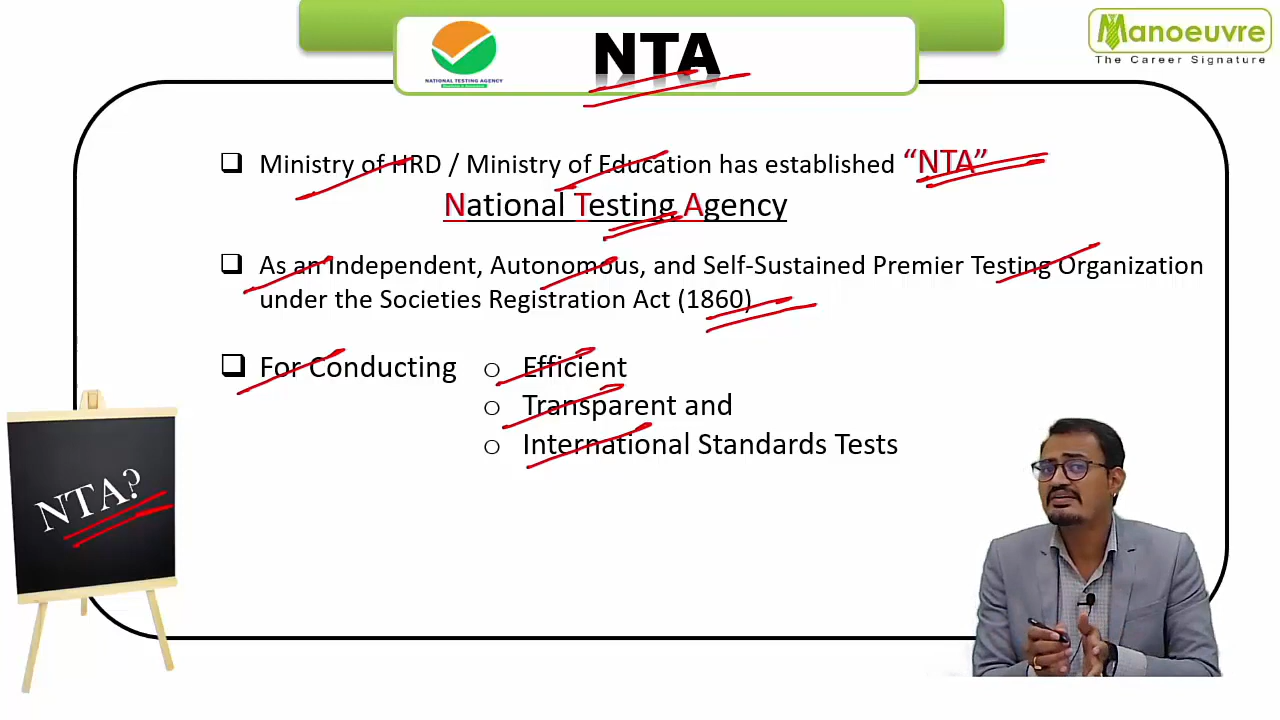 NTA
NATIONAL TESTING AGENCY
Manoeuvre
The Career Signature
Ministry of HRD / Ministry of Education has established “NTA”
National Testing Agency
As an Independent, Autonomous, and Self-Sustained Premier Testing Organization
under the Societies Registration Act (1860)
For Conducting
o Efficient
o Transparent and
o International Standards Tests
NTA?